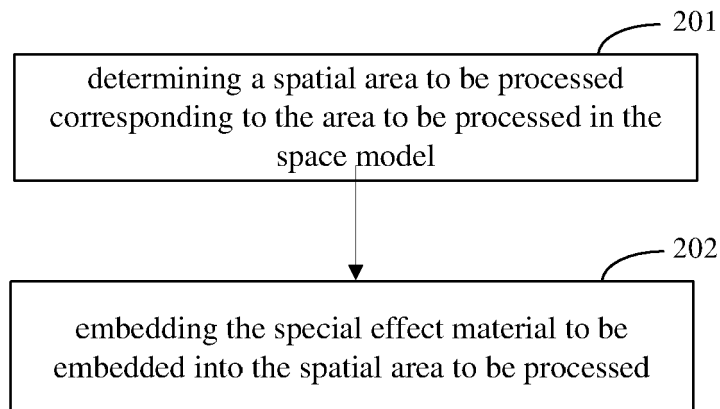 201
determining a spatial area to be processed
corresponding to the area to be processed in the
space model
202
embedding the special effect material to be
embedded into the spatial area to be processed